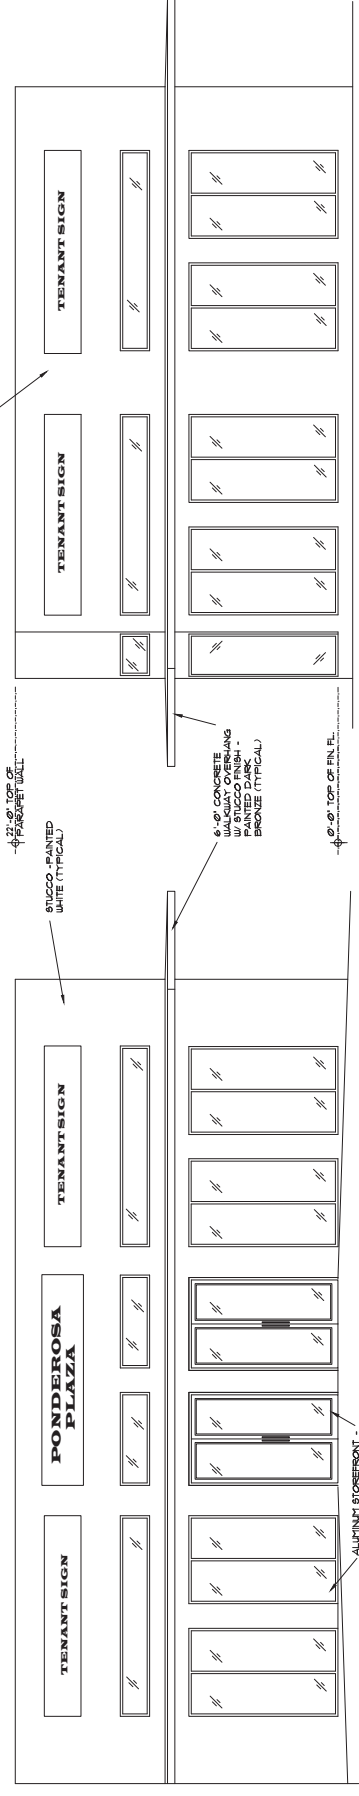 TENANT SIGN
PONDEROSA
PLAZA
TENANT SIGN
STUCCO - PAINTED
WHITE (TYPICAL)
ALUMINUM STOREFRONT -
22'-0" TOP OF
PARAPET WALL
6'-0" CONCRETE
WALKWAY OVERHANG
W/ STUCCO FINISH -
PAINTED DARK
BRONZE (TYPICAL)
0'-0" TOP OF FIN. FL.
TENANT SIGN
TENANT SIGN